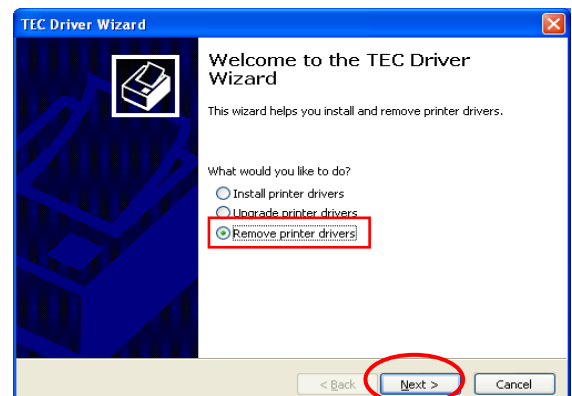 TEC Driver Wizard
Welcome to the TEC Driver
Wizard
This wizard helps you install and remove printer drivers.
What would you like to do?
Install printer drivers
Upgrade printer drivers
Remove printer drivers
< Back
Next >
Cancel